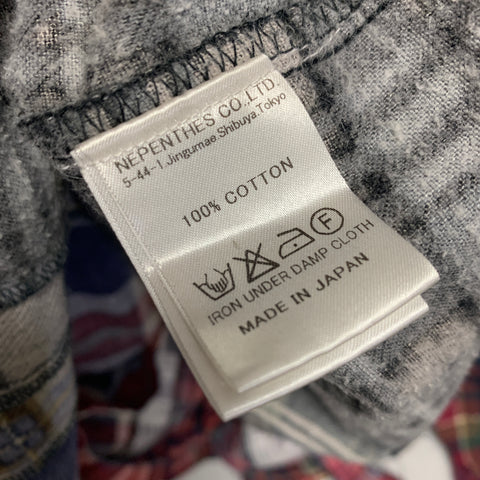 NEPENTHES CO.,LTD.
5-44-1.Jingumae.Shibuya.Tokyo
100% COTTON
F
IRON UNDER DAMP CLOTH
MADE IN JAPAN